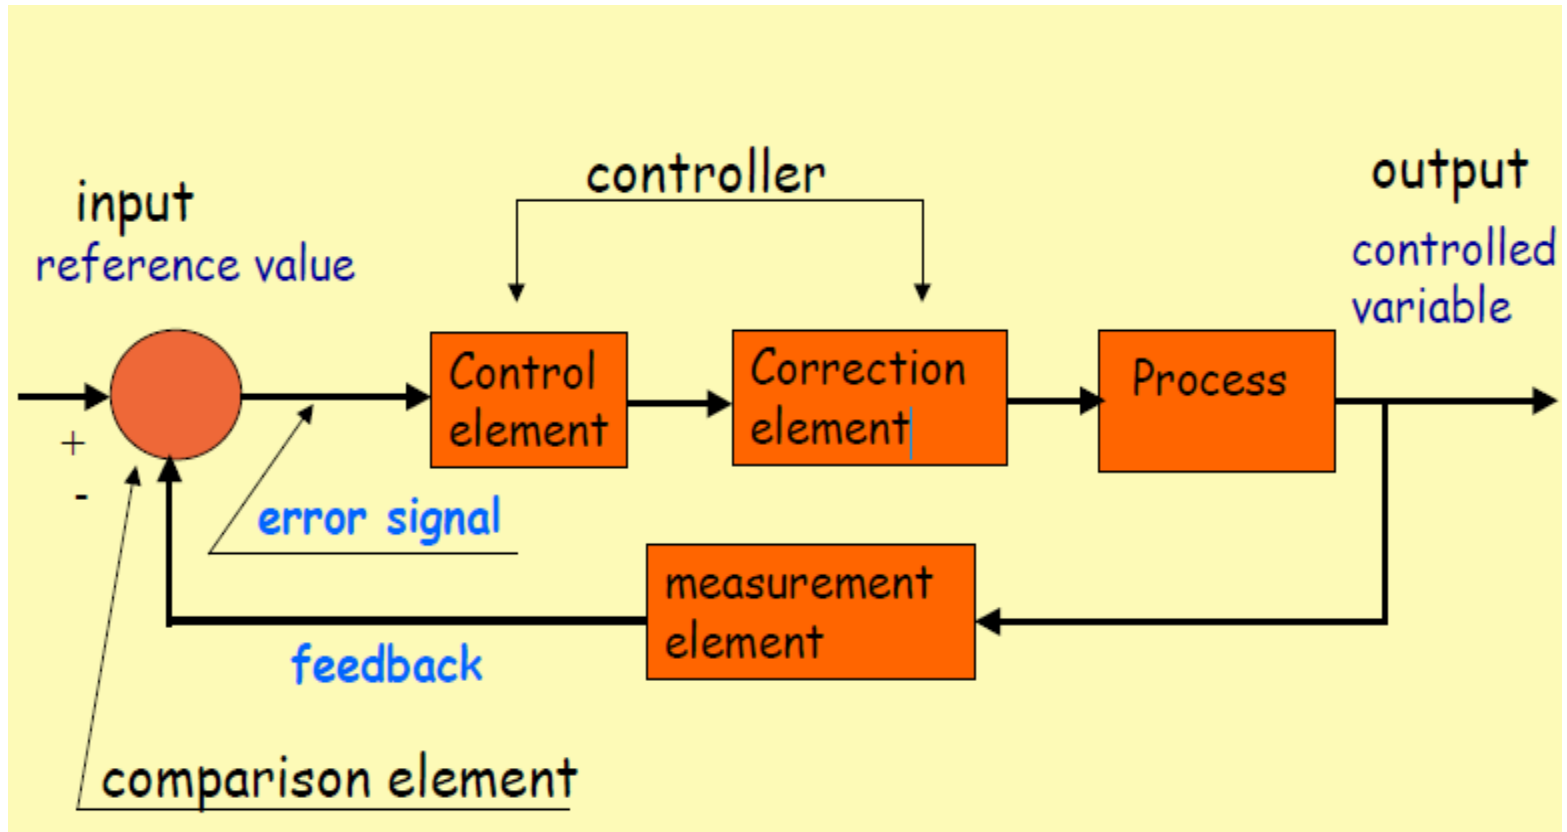 controller
output
input
controlled
reference value
variable
Control
element
Correction
element
Process
+
-
error signal
measurement
element
feedback
comparison element